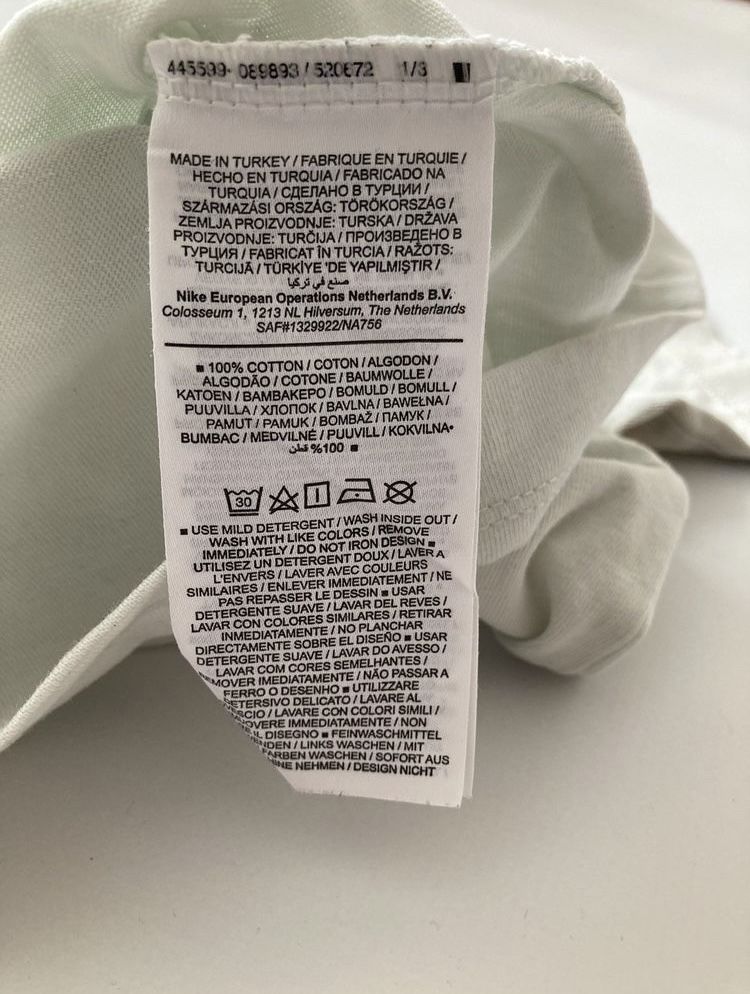 445599- 089893 / 520672 1/3
MADE IN TURKEY / FABRIQUE EN TURQUIE /
HECHO EN TURQUIA / FABRICADO NA
TURQUIA / СДЕЛАНО В ТУРЦИИ /
SZÁRMAZÁSI ORSZÁG: TÖRÖKORSZÁG /
ZEMLJA PROIZVODNJE: TURSKA / DRŽAVA
PROIZVODNJE: TURČIJA / ПРОИЗВЕДЕНО В
ТУРЦИЯ / FABRICAT ÎN TURCIA / RAŽOTS:
TURCIJĀ / TÜRKİYE 'DE YAPILMIŞTIR /
صنع في تركيا
Nike European Operations Netherlands B.V.
Colosseum 1, 1213 NL Hilversum, The Netherlands
SAF#1329922/NA756
■ 100% COTTON / COTON / ALGODON /
ALGODÃO / COTONE / BAUMWOLLE /
KATOEN / BAMBAKEPO / BOMULD / BOMULL /
PUUVILLA / ХЛОПОК / BAVLNA / BAWEŁNA /
PAMUT / PAMUK / BOMBAŽ / ПАМУК /
BUMBAC / MEDVILNÉ / PUUVILL / KOKVILNA•
■ %100 قطن
30
■ USE MILD DETERGENT / WASH INSIDE OUT /
WASH WITH LIKE COLORS / REMOVE
IMMEDIATELY / DO NOT IRON DESIGN ■
UTILISEZ UN DETERGENT DOUX / LAVER A
L'ENVERS / LAVER AVEC COULEURS
SIMILAIRES / ENLEVER IMMEDIATEMENT / NE
PAS REPASSER LE DESSIN ■ USAR
DETERGENTE SUAVE / LAVAR DEL REVES /
LAVAR CON COLORES SIMILARES / RETIRAR
INMEDIATAMENTE / NO PLANCHAR
DIRECTAMENTE SOBRE EL DISEÑO ■ USAR
DETERGENTE SUAVE / LAVAR DO AVESSO /
LAVAR COM CORES SEMELHANTES /
MOVER IMEDIATAMENTE / NÃO PASSAR A
FERRO O DESENHO ■ UTILIZZARE
DETERSIVO DELICATO / LAVARE AL
VESCIO / LAVARE CON COLORI SIMILI /
OVERE IMMEDIATAMENTE / NON
IL DISEGNO ■ FEINWASCHMITTEL
ENDEN / LINKS WASCHEN / MIT
FARBEN WASCHEN / SOFORT AUS
INE NEHMEN / DESIGN NICHT